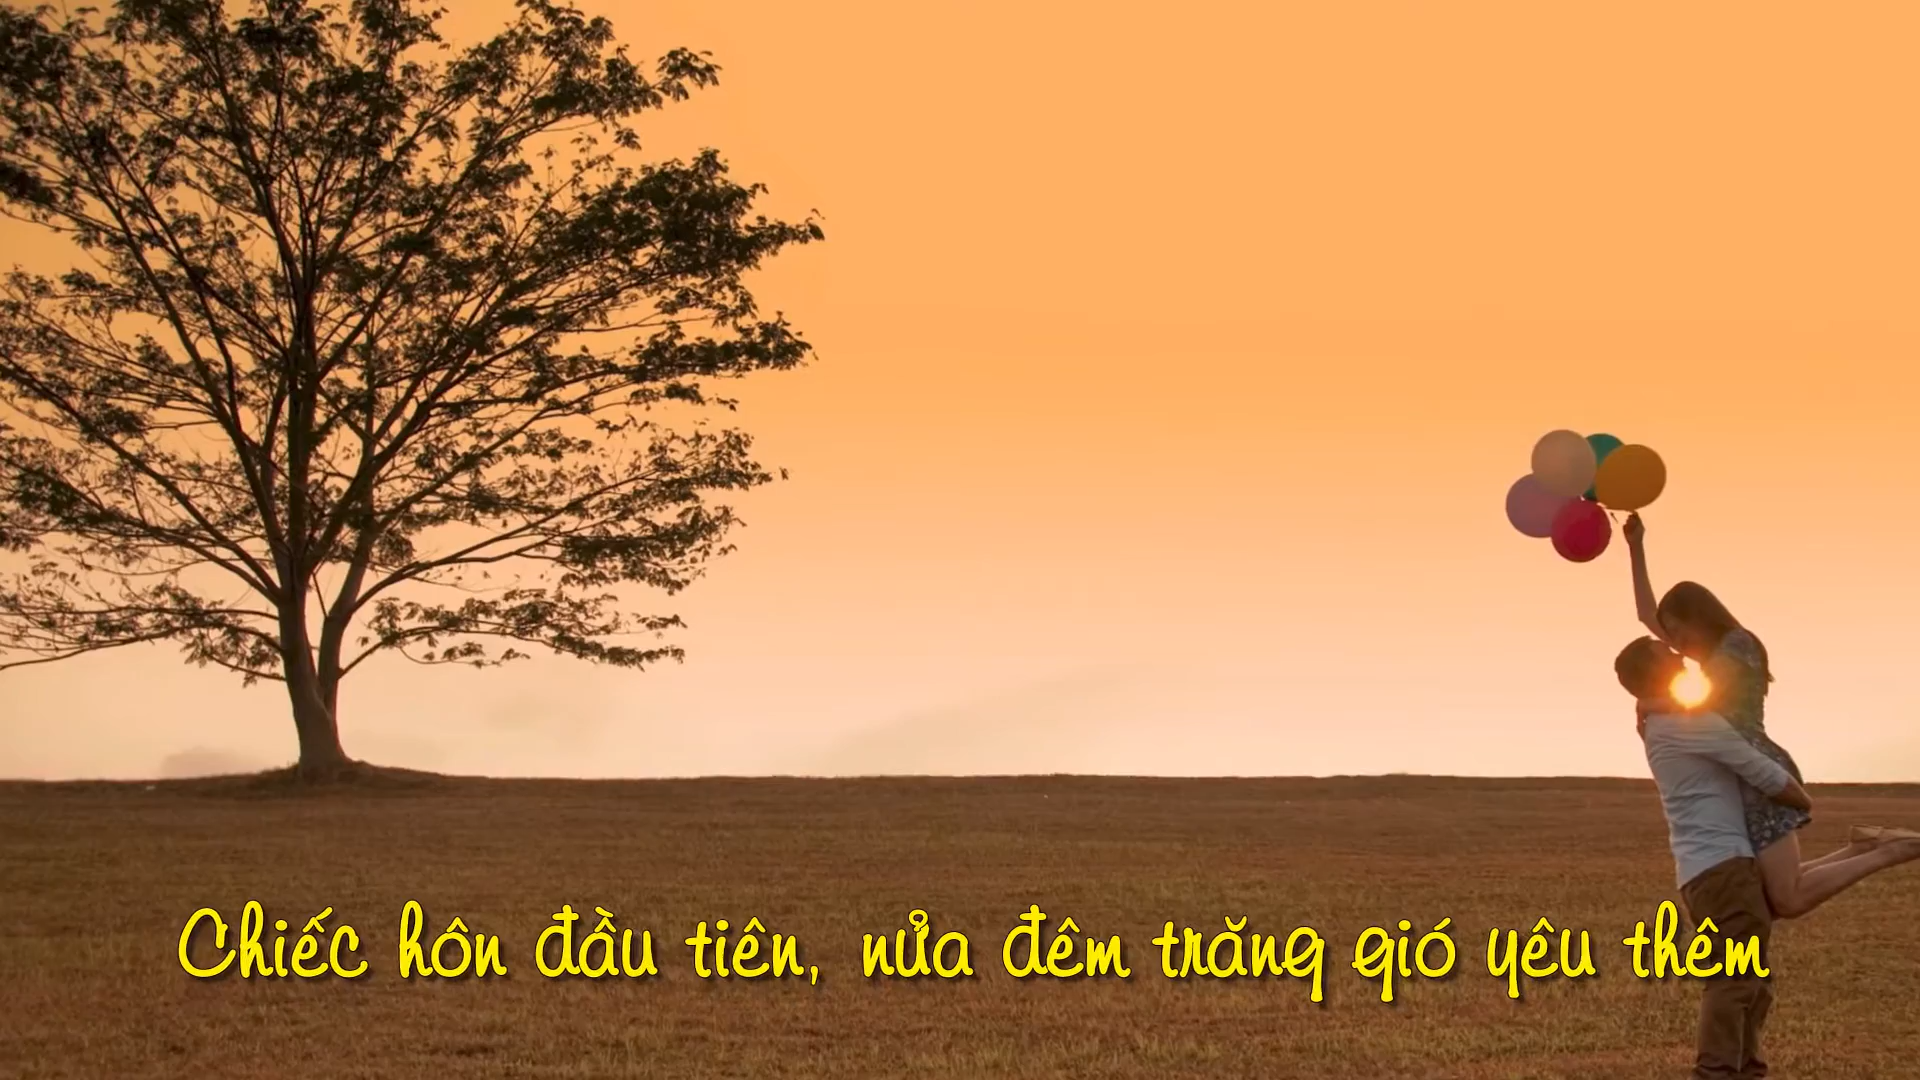 Chiếc hôn đầu tiên, nửa đêm trăng gió yêu thêm